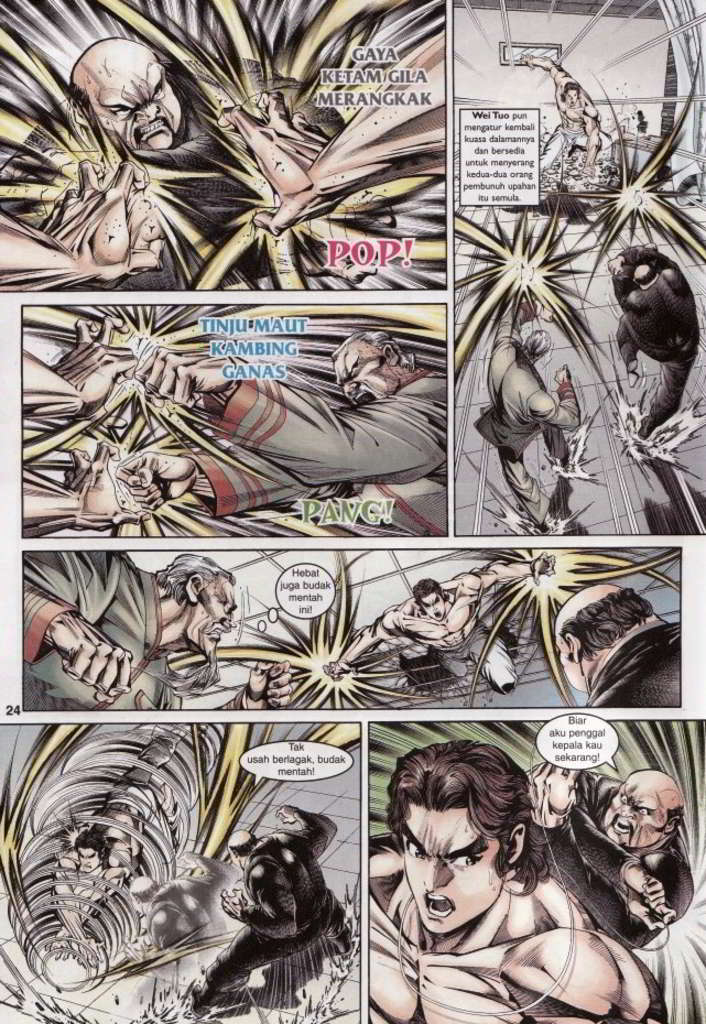 GAYA
KETAM GILA
MERANGKAK
POP!
Wei Tuo pun
mengatur kembali
kuasa dalamannya
dan bersedia
untuk menyerang
kedua-dua orang
pembunuh upahan
itu semula.
TINJU MAUT
KAMBING
GANAS
PANG!
Hebat
juga budak
mentah
ini!
24
Tak
usah berlagak, budak
mentah!
Biar
aku penggal
kepala kau
sekarang!